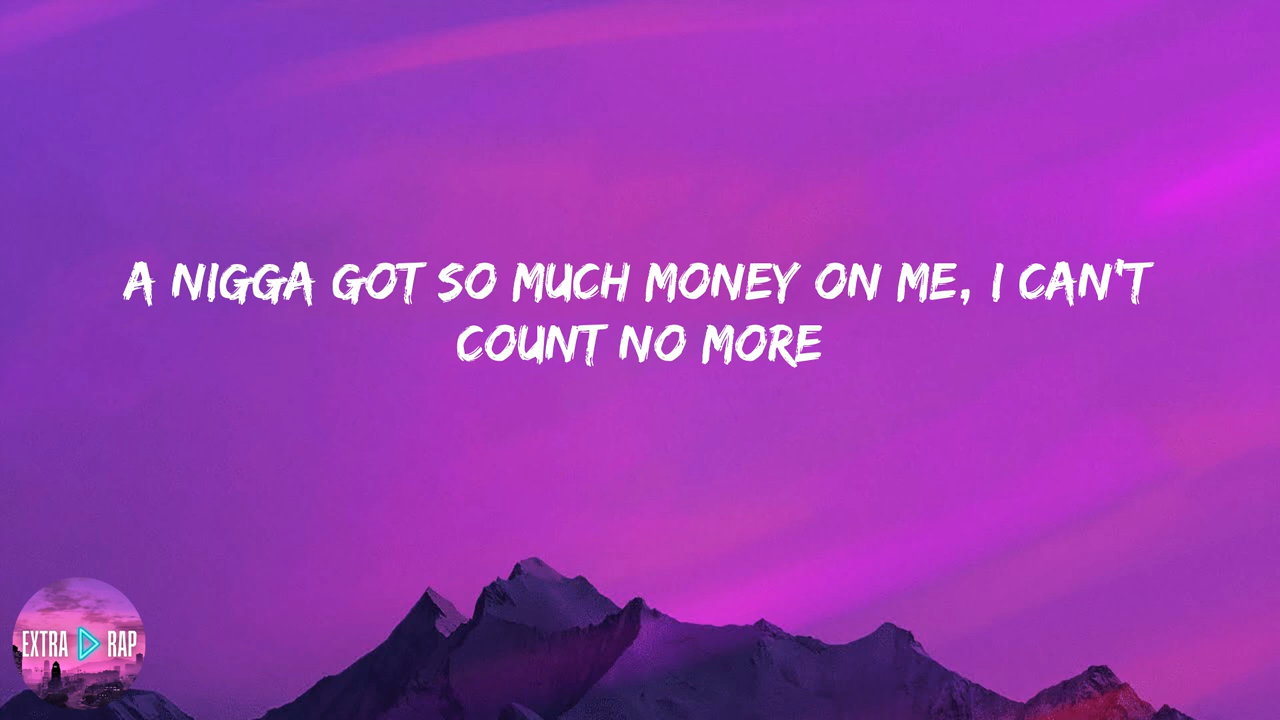 A NIGGA GOT SO MUCH MONEY ON ME, I CAN'T
COUNT NO MORE
EXTRA RAP